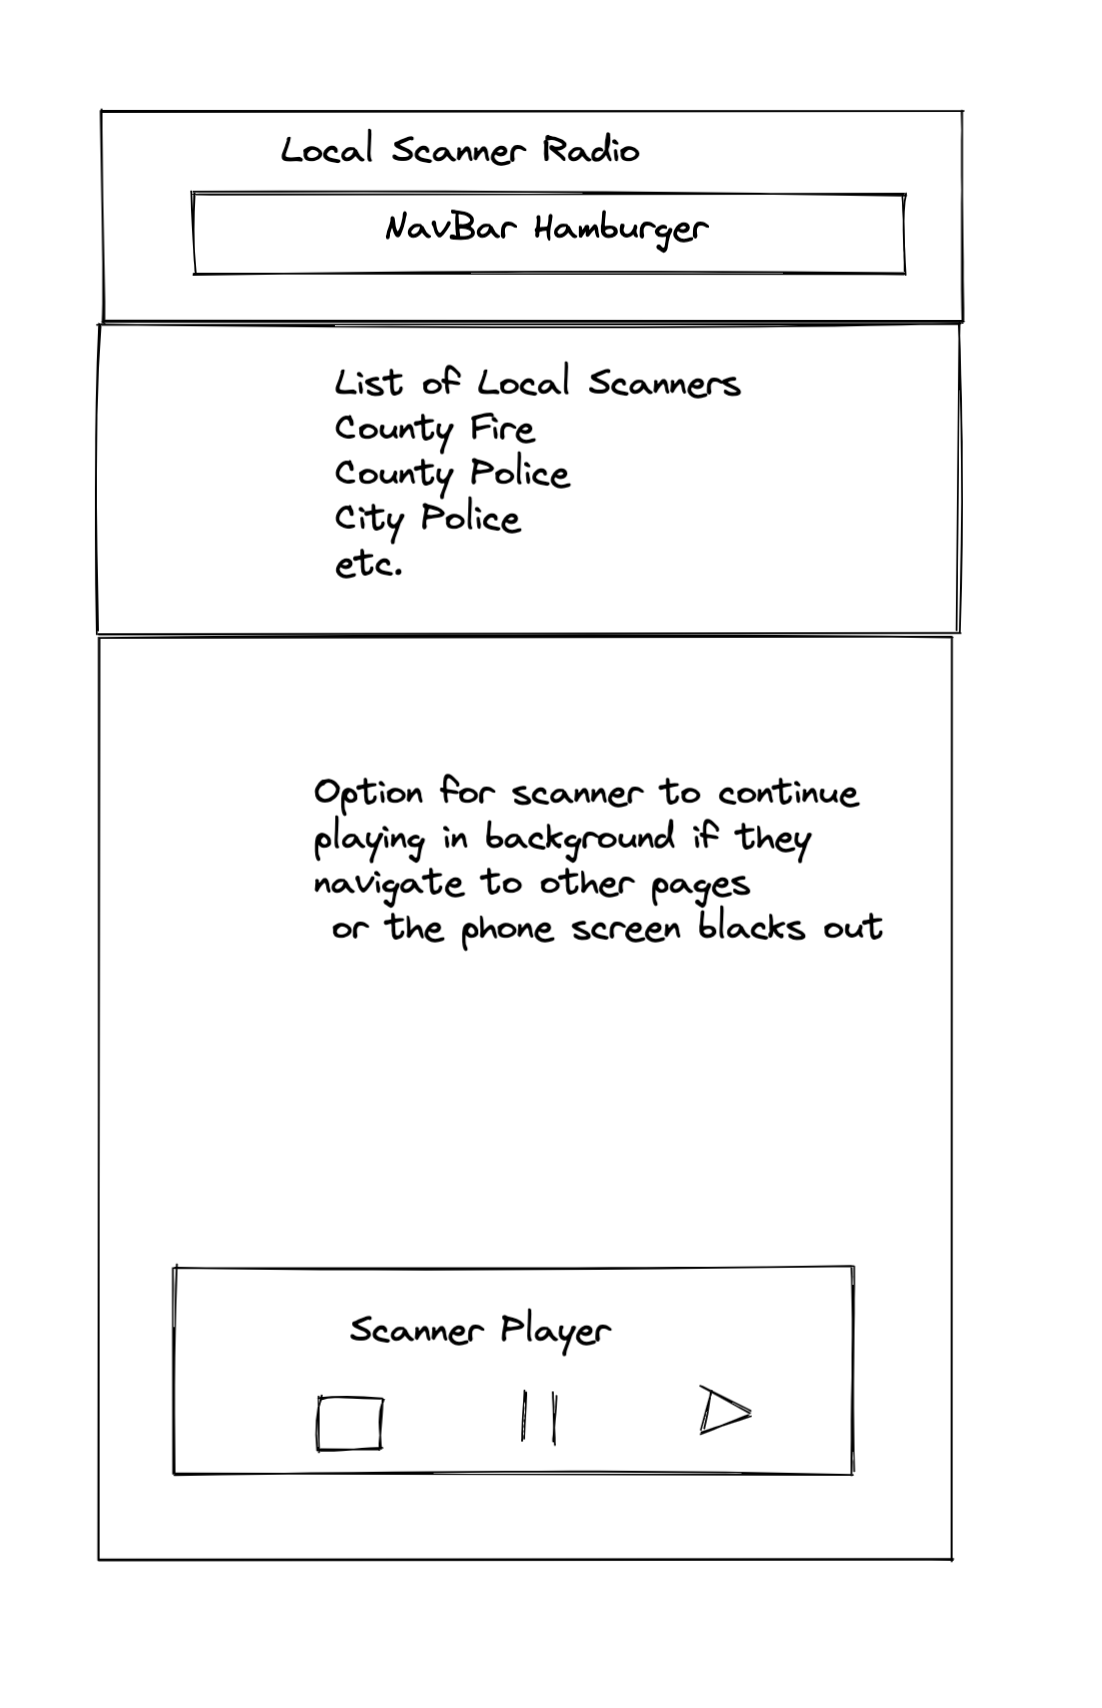 Local Scanner Radio
NavBar Hamburger
List of Local Scanners
County Fire
County Police
City Police
etc.
Option for scanner to continue
playing in background if they
navigate to other pages
or the phone screen blacks out
Scanner Player